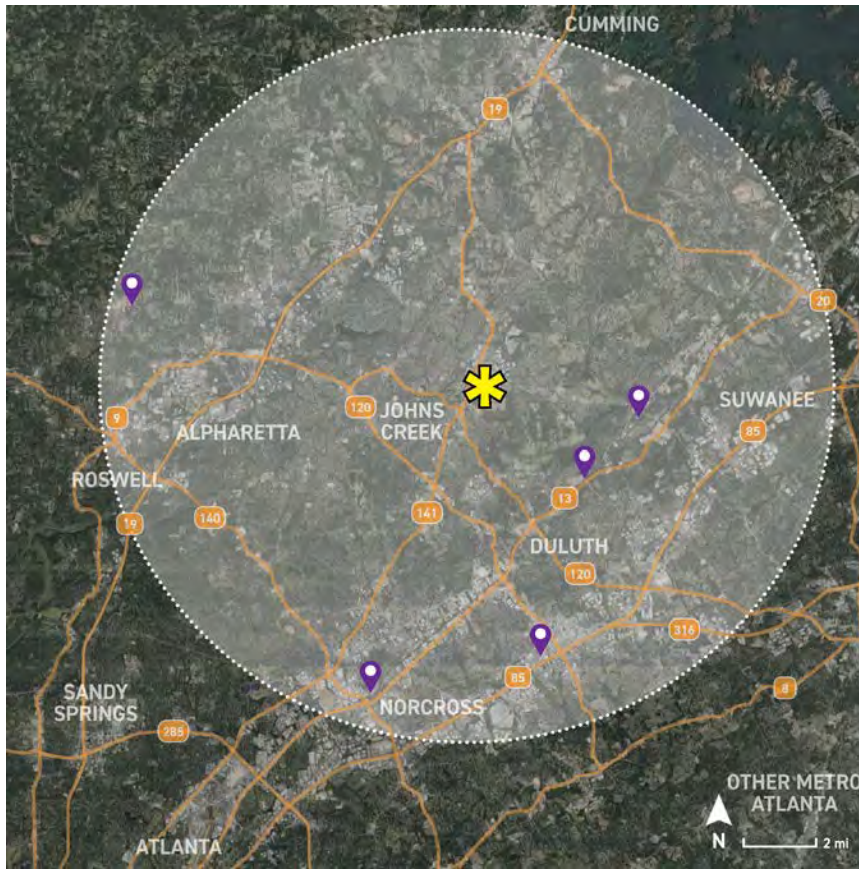 CUMMING
19
20
9
120
JOHNS
CREEK
SUWANEE
85
ALPHARETTA
ROSWELL
19
140
141
13
DULUTH
120
316
85
8
SANDY
SPRINGS
NORCROSS
285
OTHER METRO
ATLANTA
ATLANTA
N
2 mi